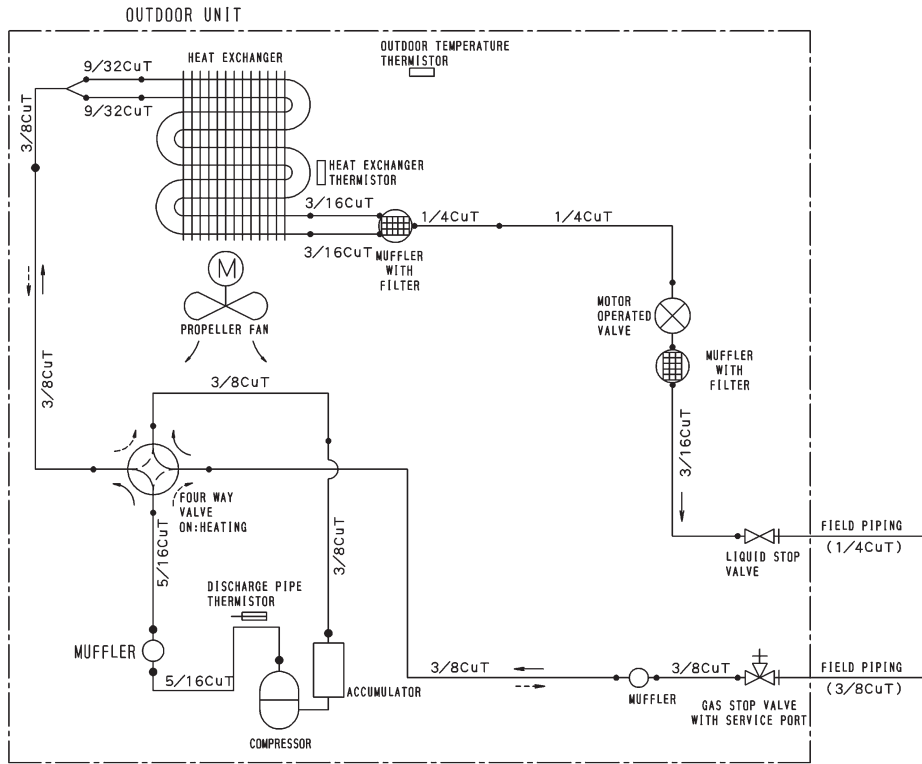 OUTDOOR UNIT
HEAT EXCHANGER
OUTDOOR TEMPERATURE
THERMISTOR
9/32CuT
9/32CuT
3/8CuT
HEAT EXCHANGER
THERMISTOR
3/16CuT
3/16CuT
1/4CuT
1/4CuT
MUFFLER
WITH
FILTER
M
PROPELLER FAN
MOTOR
OPERATED
VALVE
MUFFLER
WITH
FILTER
3/8CuT
3/8CuT
3/16CuT
FOUR WAY
VALVE
ON:HEATING
5/16CuT
3/8CuT
LIQUID STOP
VALVE
FIELD PIPING
(1/4CuT)
DISCHARGE PIPE
THERMISTOR
MUFFLER
5/16CuT
ACCUMULATOR
COMPRESSOR
3/8CuT
MUFFLER
3/8CuT
GAS STOP VALVE
WITH SERVICE PORT
FIELD PIPING
(3/8CuT)